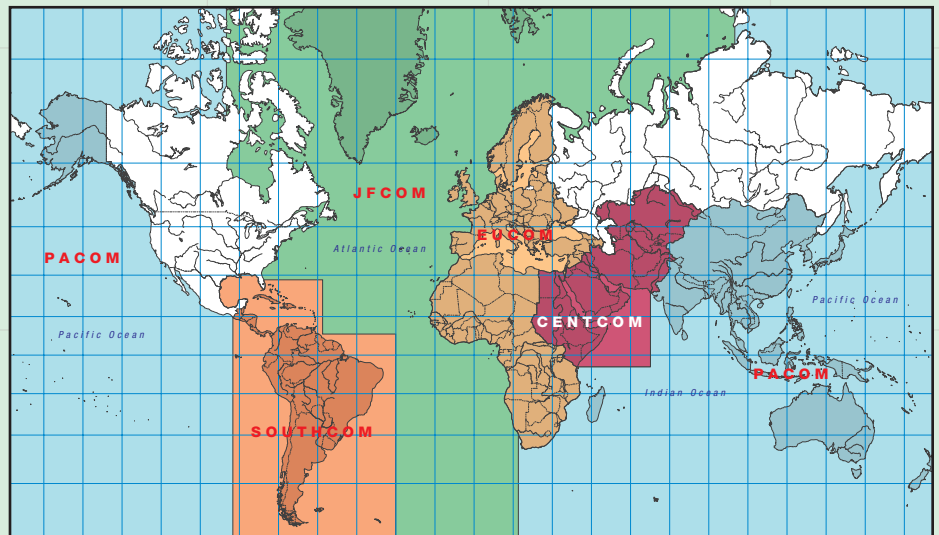 JFCOM
EUCOM
Atlantic Ocean
PACOM
Pacific Ocean
CENTCOM
Pacific Ocean
PACOM
Indian Ocean
SOUTHCOM